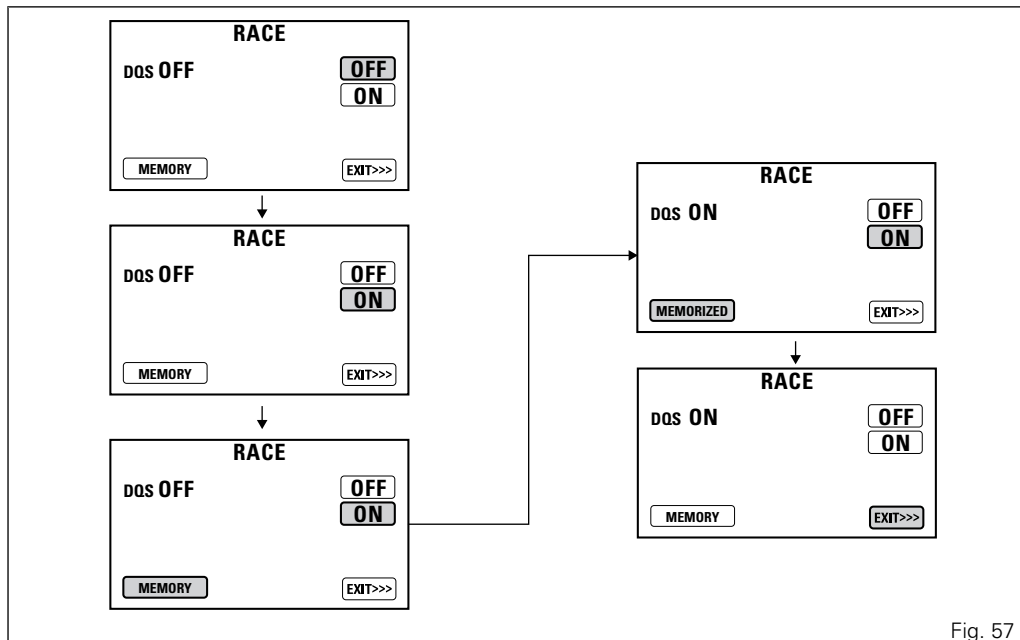 RACE
DQS OFF OFF
ON
MEMORY EXIT>>>
RACE
DQS OFF OFF
ON
MEMORY EXIT>>>
RACE
DQS OFF OFF
ON
MEMORY EXIT>>>
RACE
DQS ON OFF
ON
MEMORIZED EXIT>>>
RACE
DQS ON OFF
ON
MEMORY EXIT>>>
Fig. 57